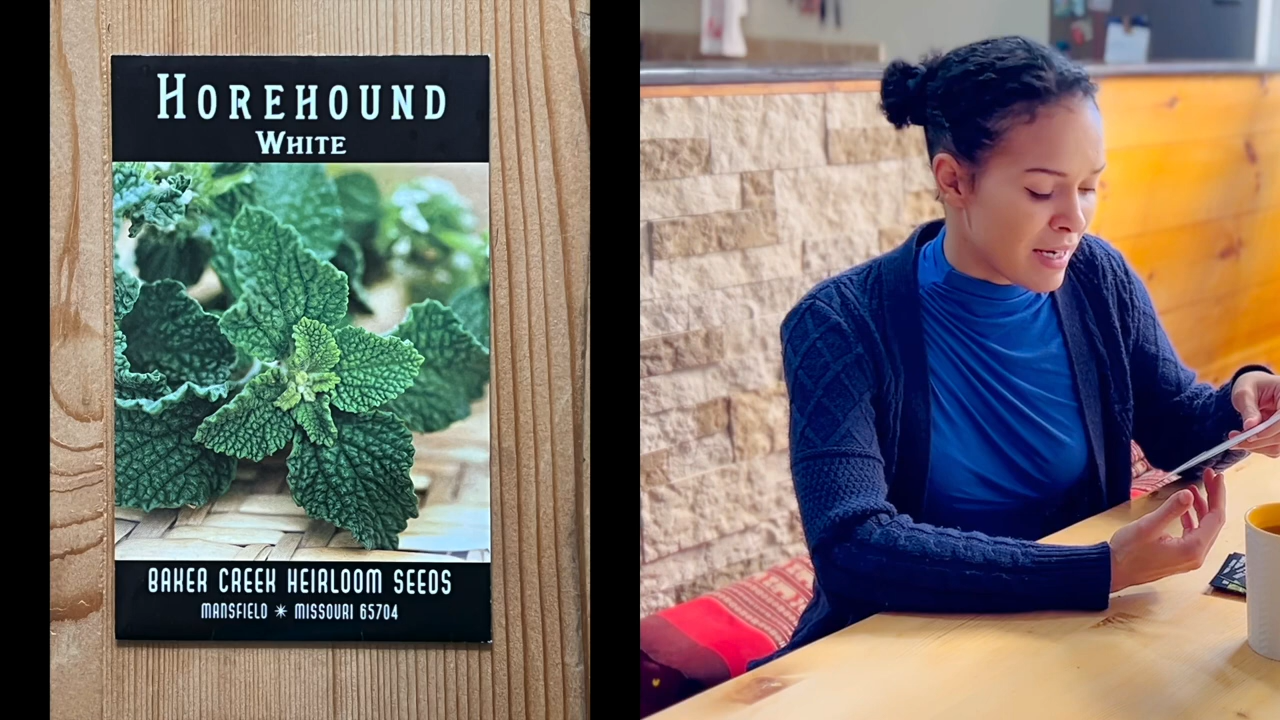 HOREHOUND
WHITE
BAKER CREEK HEIRLOOM SEEDS
MANSFIELD ✴ MISSOURI 65704